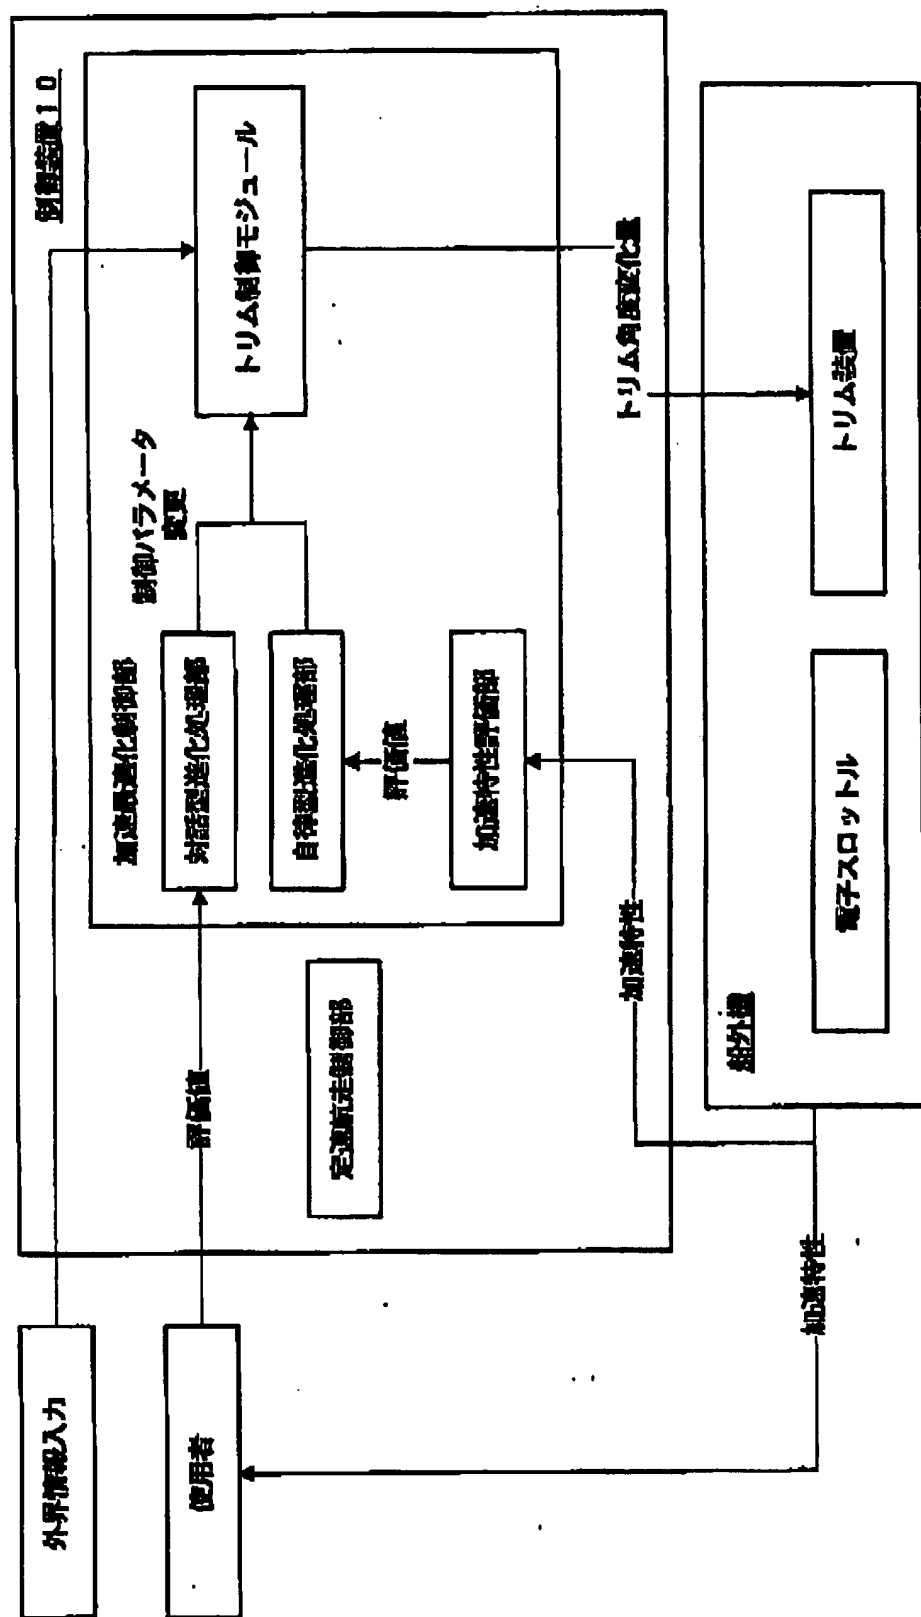 制御装置10
外界情報入力
使用者
評価値
加速最適化制御部
対話型進化処理部
自律型進化処理部
評価値
加速特性評価部
制御パラメータ
変更
トリム制御モジュール
定速航走制御部
トリム角度変化量
加速特性
加速特性
船外機
電子スロットル
トリム装置